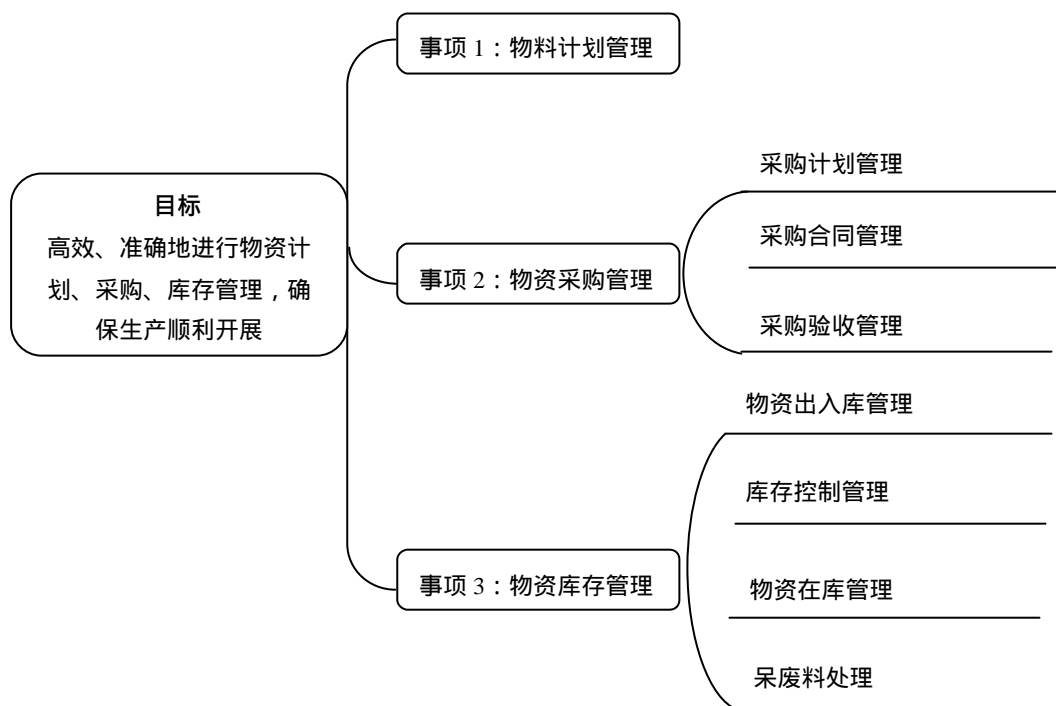 事项 1：物料计划管理
目标
高效、准确地进行物资计
划、采购、库存管理，确
保生产顺利开展
采购计划管理
采购合同管理
事项 2：物资采购管理
采购验收管理
物资出入库管理
库存控制管理
事项 3：物资库存管理
物资在库管理
呆废料处理